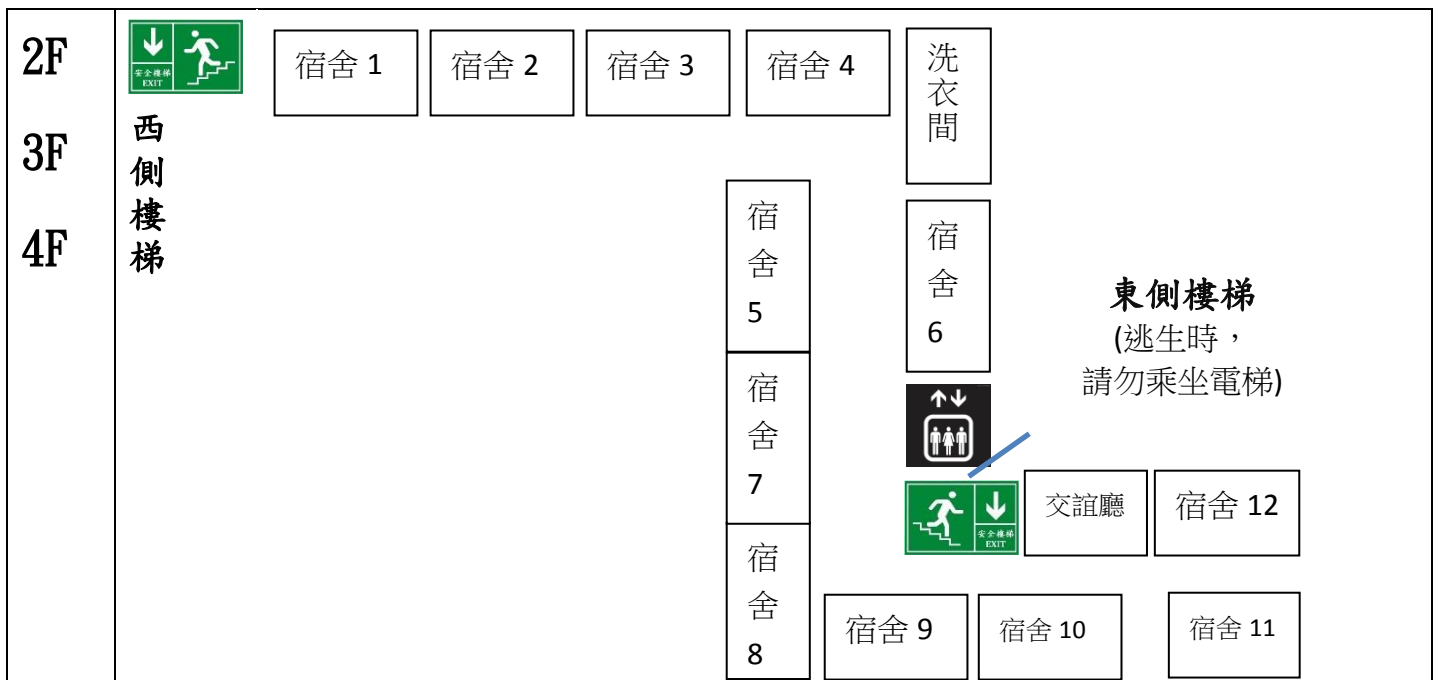 2F
3F
4F
安全樓梯
EXIT
西側樓梯
宿舍 1
宿舍 2
宿舍 3
宿舍 4
洗衣間
宿舍 5
宿舍 6
宿舍 7
宿舍 8
東側樓梯
(逃生時，
請勿乘坐電梯)
安全樓梯
EXIT
交誼廳
宿舍 12
宿舍 9
宿舍 10
宿舍 11